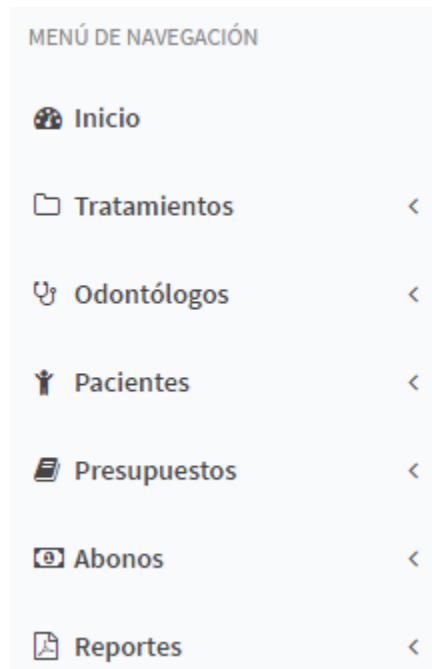 MENÚ DE NAVEGACIÓN
Inicio
Tratamientos
Odontólogos
Pacientes
Presupuestos
Abonos
Reportes